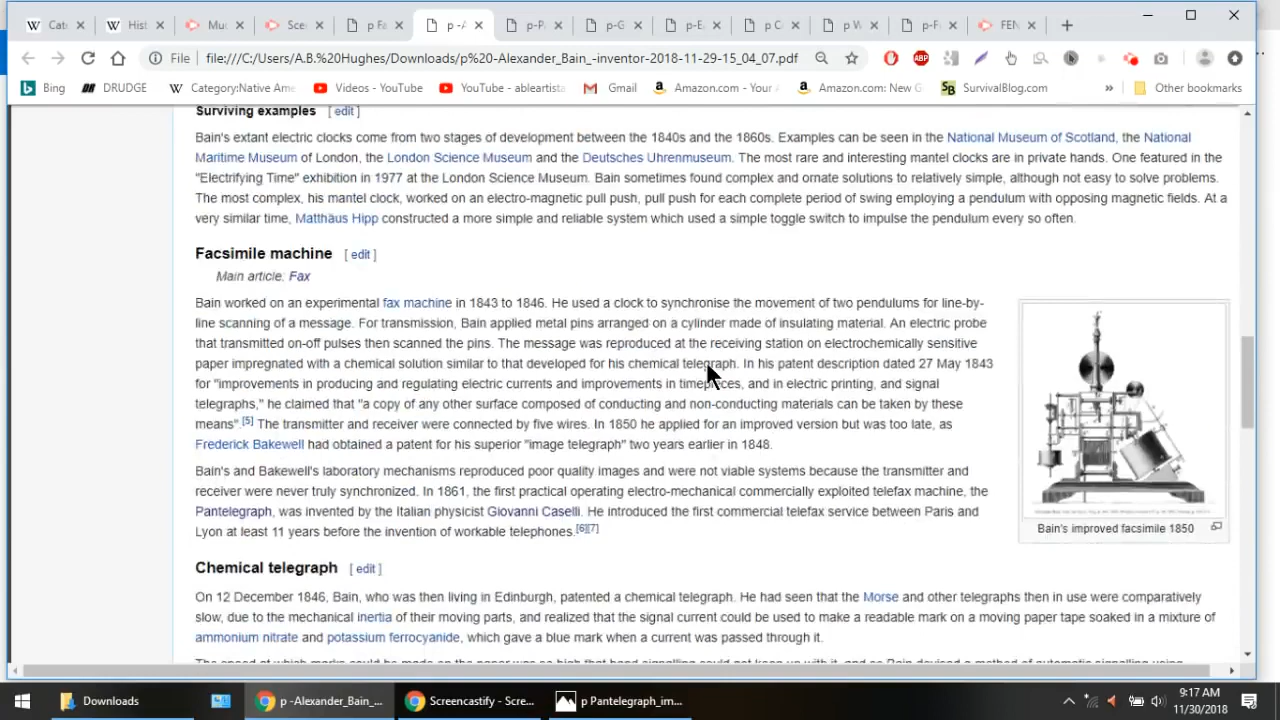 Cate
Hist
Muc
Sce
p Fa
p -A
p-P
p-G
p-E
p C
p W
p-F
FEN
File
file:///C:/Users/A.B.%20Hughes/Downloads/p%20-Alexander_Bain_-inventor-2018-11-29-15_04_07.pdf
ABP
Bing
DRUDGE
Category:Native Ame
Videos - YouTube
YouTube - ableartista
Gmail
Amazon.com - Your
Amazon.com: New G
SurvivalBlog.com
»
Other bookmarks
Surviving examples [ edit ]
Bain's extant electric clocks come from two stages of development between the 1840s and the 1860s. Examples can be seen in the National Museum of Scotland, the National
Maritime Museum of London, the London Science Museum and the Deutsches Uhrenmuseum. The most rare and interesting mantel clocks are in private hands. One featured in the
"Electrifying Time" exhibition in 1977 at the London Science Museum. Bain sometimes found complex and ornate solutions to relatively simple, although not easy to solve problems.
The most complex, his mantel clock, worked on an electro-magnetic pull push, pull push for each complete period of swing employing a pendulum with opposing magnetic fields. At a
very similar time, Matthäus Hipp constructed a more simple and reliable system which used a simple toggle switch to impulse the pendulum every so often.
Facsimile machine [ edit ]
Main article: Fax
Bain worked on an experimental fax machine in 1843 to 1846. He used a clock to synchronise the movement of two pendulums for line-by-
line scanning of a message. For transmission, Bain applied metal pins arranged on a cylinder made of insulating material. An electric probe
that transmitted on-off pulses then scanned the pins. The message was reproduced at the receiving station on electrochemically sensitive
paper impregnated with a chemical solution similar to that developed for his chemical telegraph. In his patent description dated 27 May 1843
for "improvements in producing and regulating electric currents and improvements in timepieces, and in electric printing, and signal
telegraphs," he claimed that "a copy of any other surface composed of conducting and non-conducting materials can be taken by these
means".[5] The transmitter and receiver were connected by five wires. In 1850 he applied for an improved version but was too late, as
Frederick Bakewell had obtained a patent for his superior "image telegraph" two years earlier in 1848.
Bain's and Bakewell's laboratory mechanisms reproduced poor quality images and were not viable systems because the transmitter and
receiver were never truly synchronized. In 1861, the first practical operating electro-mechanical commercially exploited telefax machine, the
Pantelegraph, was invented by the Italian physicist Giovanni Caselli. He introduced the first commercial telefax service between Paris and
Lyon at least 11 years before the invention of workable telephones.[6][7]
Bain's improved facsimile 1850
Chemical telegraph [ edit ]
On 12 December 1846, Bain, who was then living in Edinburgh, patented a chemical telegraph. He had seen that the Morse and other telegraphs then in use were comparatively
slow, due to the mechanical inertia of their moving parts, and realized that the signal current could be used to make a readable mark on a moving paper tape soaked in a mixture of
ammonium nitrate and potassium ferrocyanide, which gave a blue mark when a current was passed through it.
Downloads
p -Alexander_Bain_...
Screencastify - Scre...
p Pantelegraph_im...
9:17 AM
11/30/2018